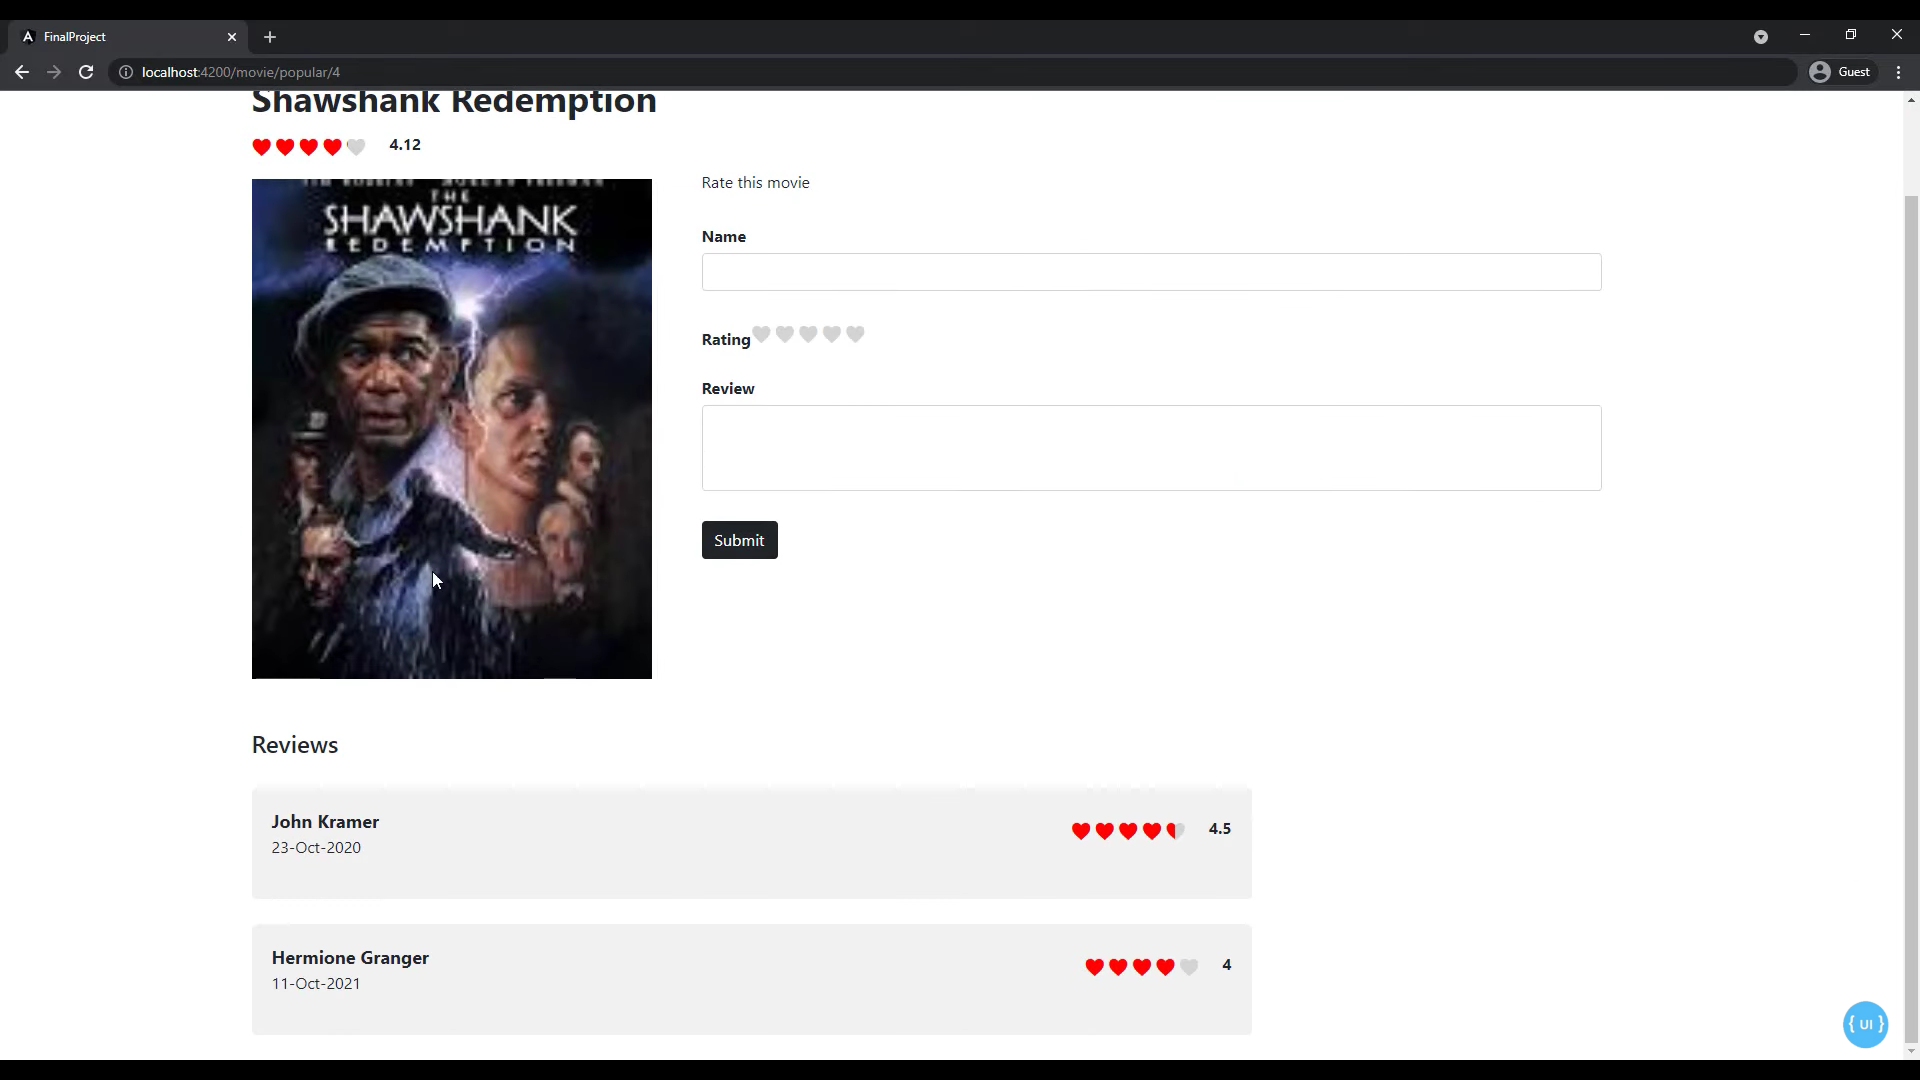 FinalProject
localhost:4200/movie/popular/4
Guest
Shawshank Redemption
4.12
THE
SHAWSHANK
REDEMPTION
Rate this movie
Name
Rating
Review
Submit
Reviews
John Kramer
4.5
23-Oct-2020
Hermione Granger
4
11-Oct-2021
{ UI }